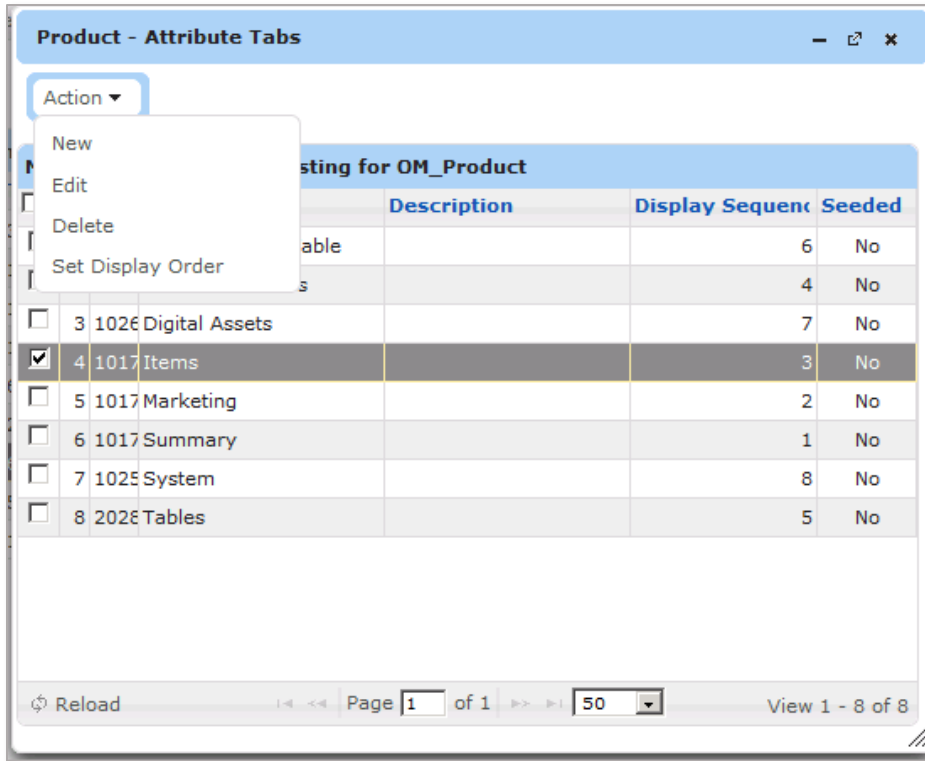 Product - Attribute Tabs
Action
New
Edit
Delete
Set Display Order
sting for OM_Product
Description Display Sequenc Seeded
able 6 No
s 4 No
3 1026 Digital Assets 7 No
4 1017 Items 3 No
5 1017 Marketing 2 No
6 1017 Summary 1 No
7 1025 System 8 No
8 2028 Tables 5 No
Reload Page 1 of 1 50 View 1 - 8 of 8